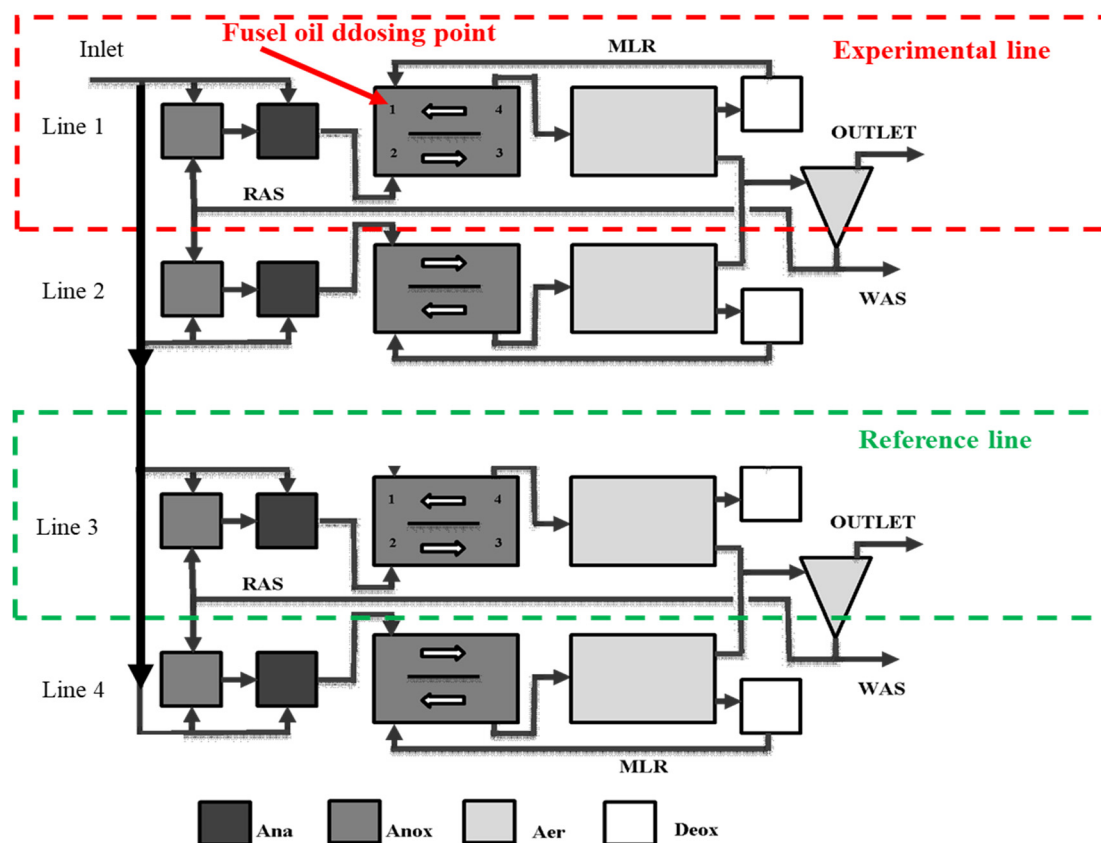 Fusel oil ddosing point
Inlet
MLR
Experimental line
Line 1
1 4
2 3
OUTLET
RAS
Line 2
WAS
Reference line
Line 3
1 4
2 3
OUTLET
RAS
Line 4
WAS
MLR
Ana Anox Aer Deox